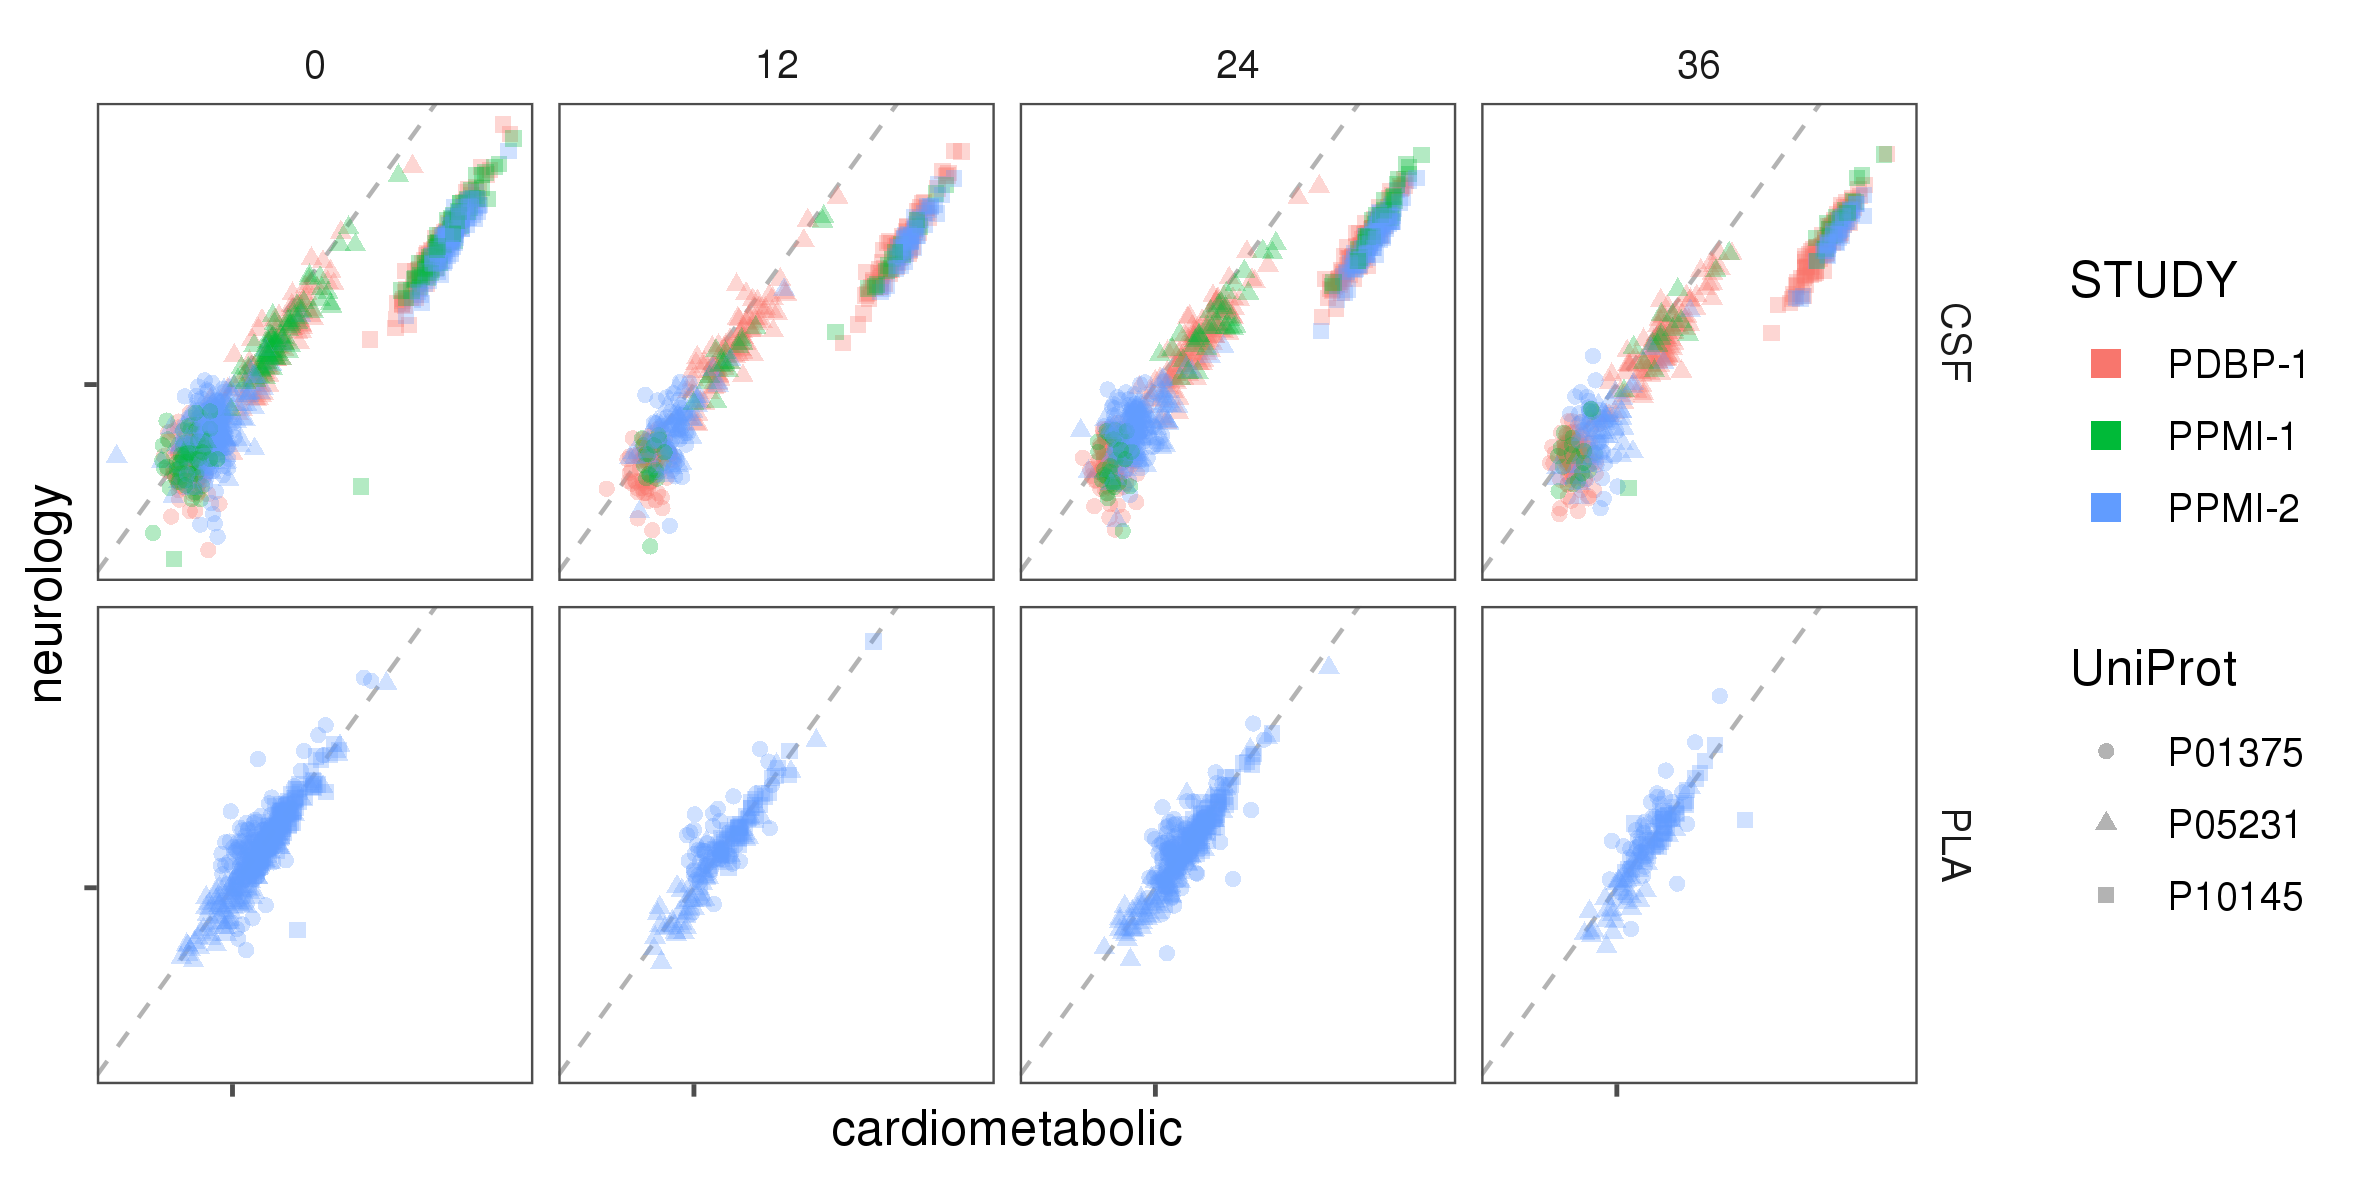 0
12
24
36
CSF
PLA
neurology
cardiometabolic
STUDY
PDBP-1
PPMI-1
PPMI-2
UniProt
P01375
P05231
P10145